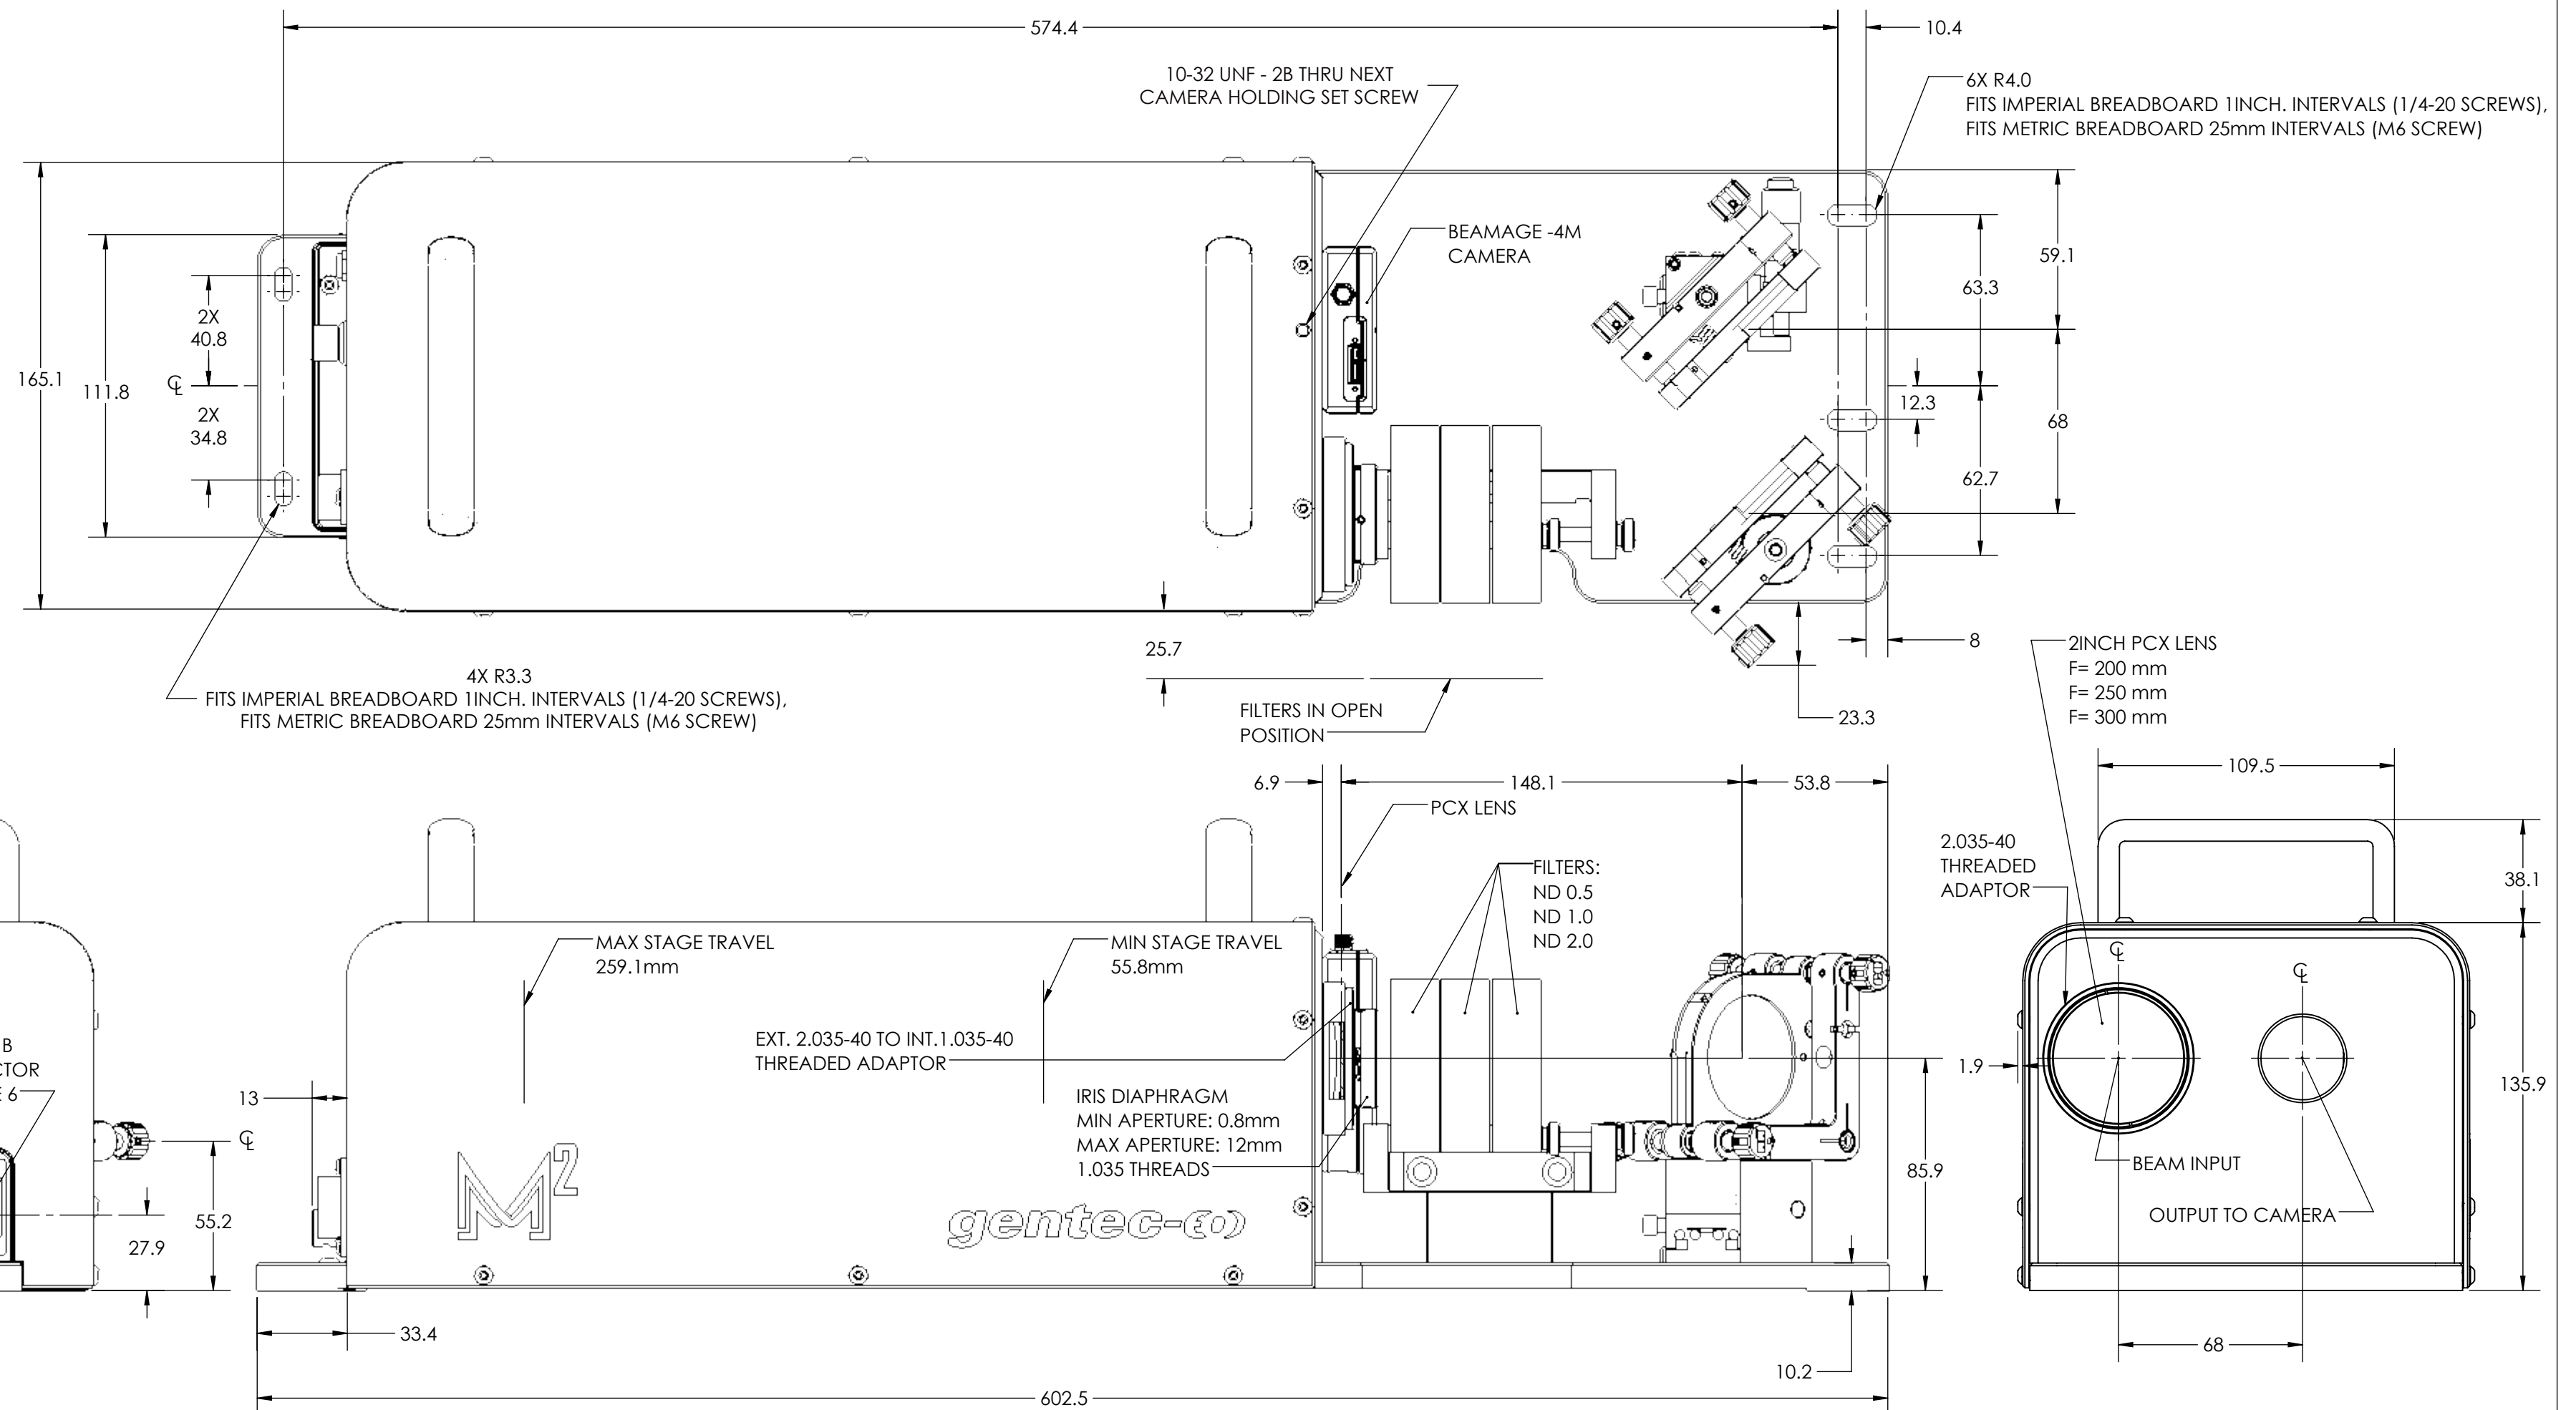 574.4
10.4
10-32 UNF - 2B THRU NEXT
CAMERA HOLDING SET SCREW
6X R4.0
FITS IMPERIAL BREADBOARD 1INCH. INTERVALS (1/4-20 SCREWS),
FITS METRIC BREADBOARD 25mm INTERVALS (M6 SCREW)
BEAMAGE -4M
CAMERA
59.1
63.3
2X
40.8
165.1
111.8
℄
2X
34.8
12.3
68
62.7
25.7
8
4X R3.3
FITS IMPERIAL BREADBOARD 1INCH. INTERVALS (1/4-20 SCREWS),
FITS METRIC BREADBOARD 25mm INTERVALS (M6 SCREW)
FILTERS IN OPEN
POSITION
23.3
2INCH PCX LENS
F= 200 mm
F= 250 mm
F= 300 mm
6.9
148.1
53.8
109.5
PCX LENS
2.035-40
THREADED
ADAPTOR
38.1
FILTERS:
ND 0.5
ND 1.0
ND 2.0
MAX STAGE TRAVEL
259.1mm
MIN STAGE TRAVEL
55.8mm
℄
℄
EXT. 2.035-40 TO INT.1.035-40
THREADED ADAPTOR
B
CTOR
E 6
13
IRIS DIAPHRAGM
MIN APERTURE: 0.8mm
MAX APERTURE: 12mm
1.035 THREADS
1.9
135.9
℄
M2
BEAM INPUT
85.9
55.2
gentec-eo
OUTPUT TO CAMERA
27.9
33.4
68
10.2
602.5